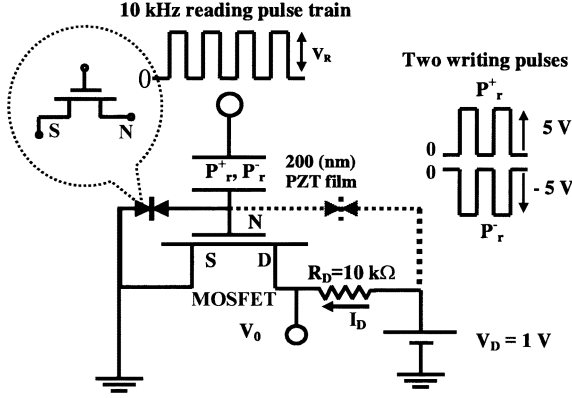 10 kHz reading pulse train
0
V_R
Two writing pulses
P⁺_r
0
5 V
0
- 5 V
P⁻_r
S
N
P⁺_r, P⁻_r
200 (nm)
PZT film
N
S
D
MOSFET
R_D=10 kΩ
I_D
V_0
V_D = 1 V